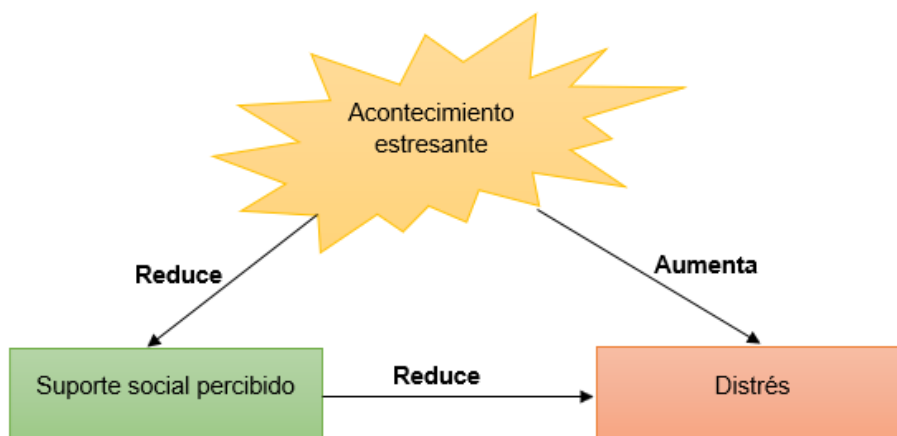 Acontecimiento
estresante
Reduce
Aumenta
Suporte social percibido
Reduce
Distrés